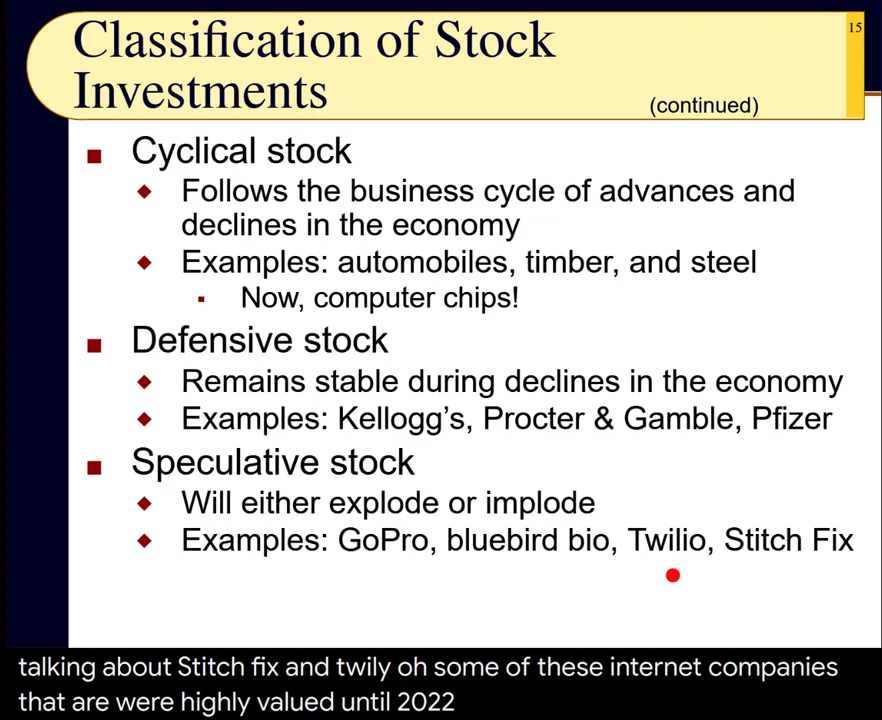 Classification of Stock
Investments
(continued)
15
Cyclical stock
Follows the business cycle of advances and
declines in the economy
Examples: automobiles, timber, and steel
Now, computer chips!
Defensive stock
Remains stable during declines in the economy
Examples: Kellogg’s, Procter & Gamble, Pfizer
Speculative stock
Will either explode or implode
Examples: GoPro, bluebird bio, Twilio, Stitch Fix
talking about Stitch fix and twily oh some of these internet companies
that are were highly valued until 2022